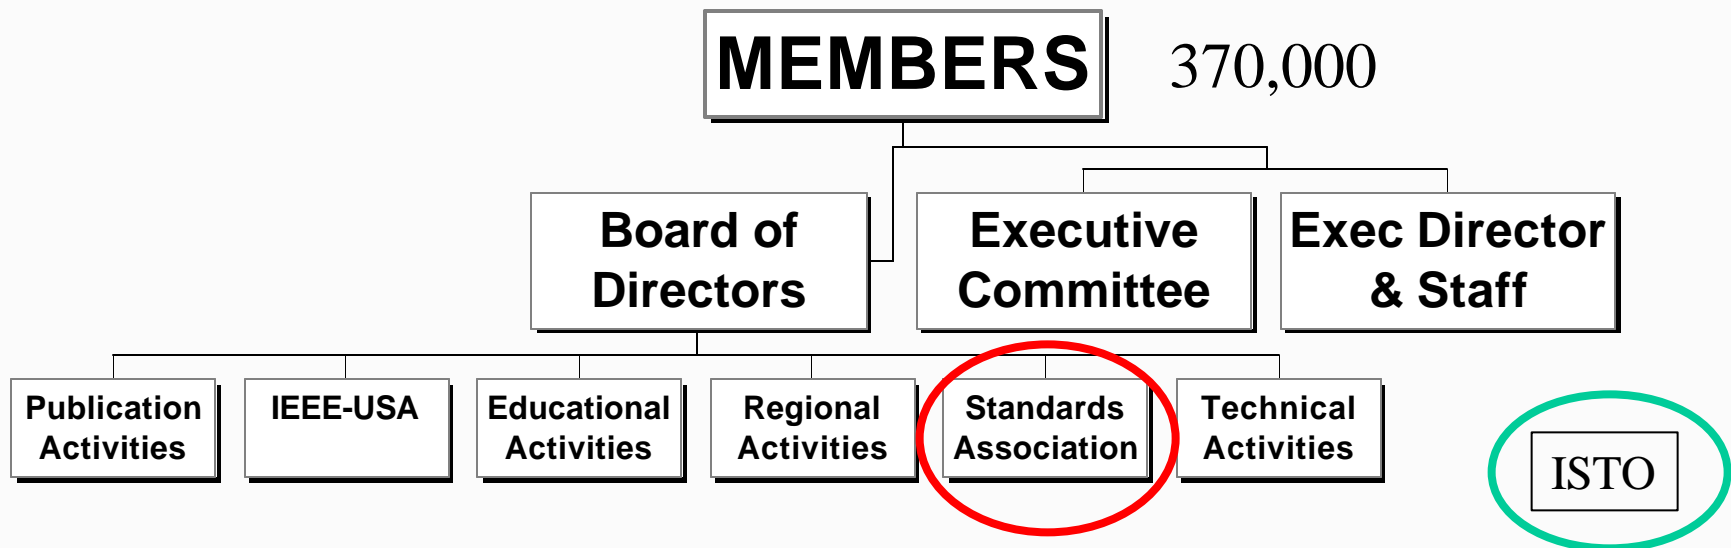 MEMBERS 370,000
Board of
Directors
Executive
Committee
Exec Director
& Staff
Publication
Activities
IEEE-USA
Educational
Activities
Regional
Activities
Standards
Association
Technical
Activities
ISTO